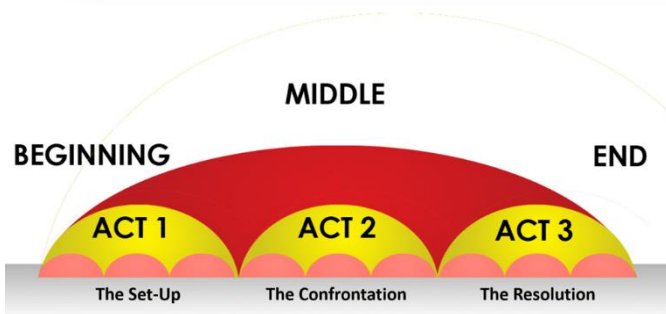 MIDDLE
BEGINNING
END
ACT 1
ACT 2
ACT 3
The Set-Up
The Confrontation
The Resolution